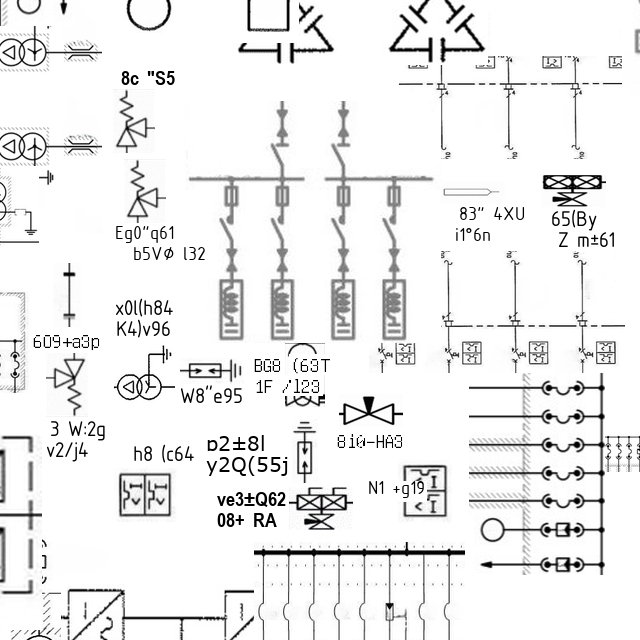 8c "S5
83" 4XU
i1°6n
65(By
Z m±61
Eg0"q61
b5VØ l32
x0l(h84
K4)v96
609+a3p
BG8 (63T
1F /l23
W8"e95
3 W:2g
v2/j4
810-HA3
h8 (c64
p2±8l
y2Q(55j
N1 +g19
ve3±Q62
08+ RA